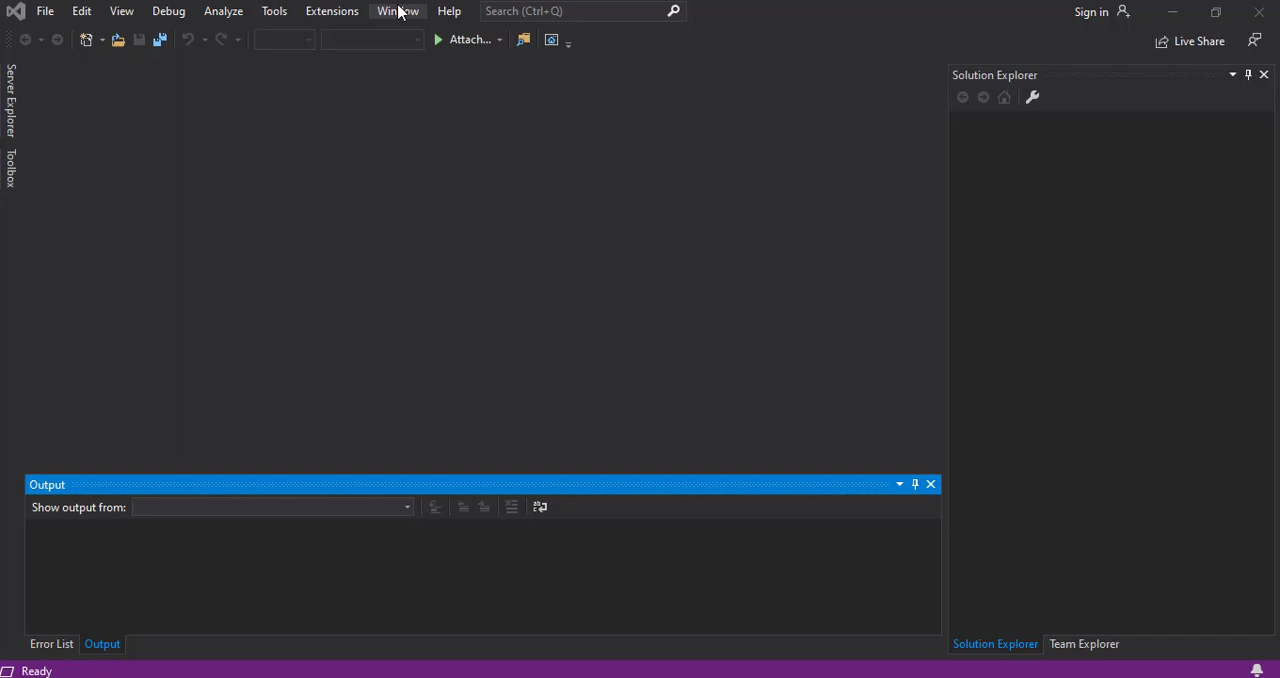 File Edit View Debug Analyze Tools Extensions Window Help Search (Ctrl+Q) Sign in
Attach... Live Share
Server Explorer
Toolbox
Solution Explorer
Output
Show output from:
Error List Output
Solution Explorer Team Explorer
Ready